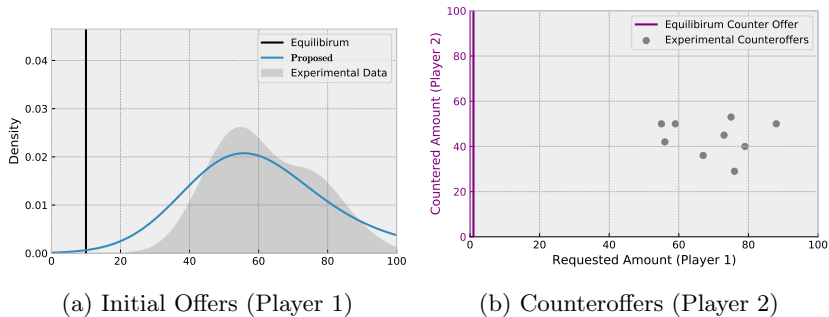 Equilibirum
Proposed
Experimental Data
Density
0.04
0.03
0.02
0.01
0.00
0 20 40 60 80 100
(a) Initial Offers (Player 1)
Equilibirum Counter Offer
Experimental Counteroffers
Countered Amount (Player 2)
100
80
60
40
20
0
0 20 40 60 80 100
Requested Amount (Player 1)
(b) Counteroffers (Player 2)